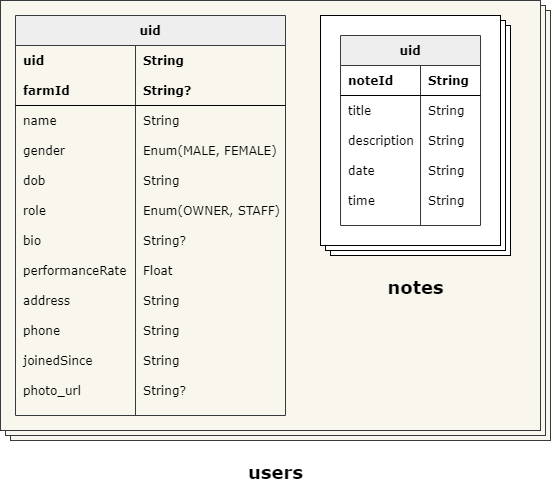 uid
uid String
farmId String?
name String
gender Enum(MALE, FEMALE)
dob String
role Enum(OWNER, STAFF)
bio String?
performanceRate Float
address String
phone String
joinedSince String
photo_url String?
uid
noteId String
title String
description String
date String
time String
notes
users